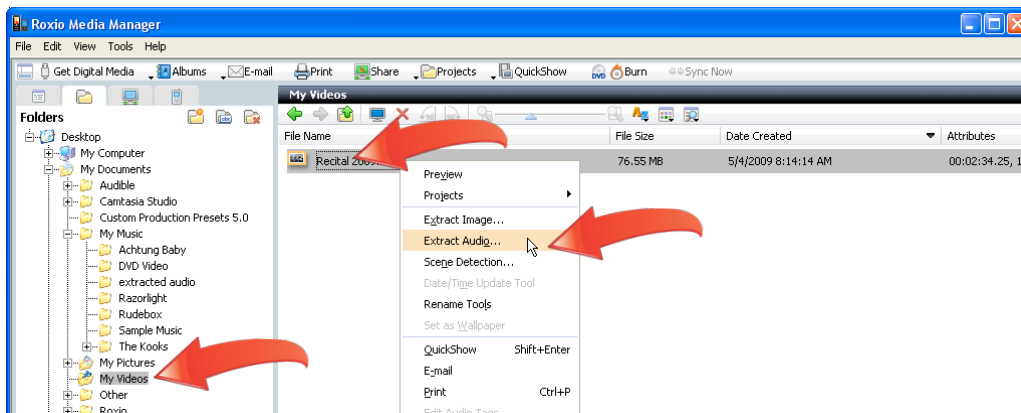 Roxio Media Manager
File Edit View Tools Help
Get Digital Media Albums E-mail Print Share Projects QuickShow DVD Burn Sync Now
My Videos
Folders
File Name File Size Date Created Attributes
Desktop
My Computer
My Documents
Audible
Camtasia Studio
Custom Production Presets 5.0
My Music
Achtung Baby
DVD Video
extracted audio
Razorlight
Rudebox
Sample Music
The Kooks
My Pictures
My Videos
Other
Roxio
Recital 76.55 MB 5/4/2009 8:14:14 AM 00:02:34.25, 1
Preview
Projects
Extract Image...
Extract Audio...
Scene Detection...
Date/Time Update Tool
Rename Tools
Set as Wallpaper
QuickShow Shift+Enter
E-mail
Print Ctrl+P
Edit Audio Tags